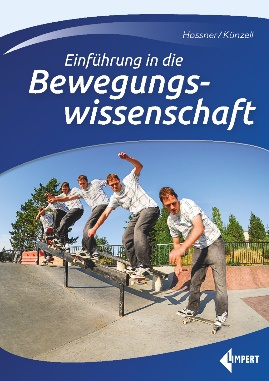 Hossner/Künzell
Einführung in die
Bewegungs-
wissenschaft
LIMPERT